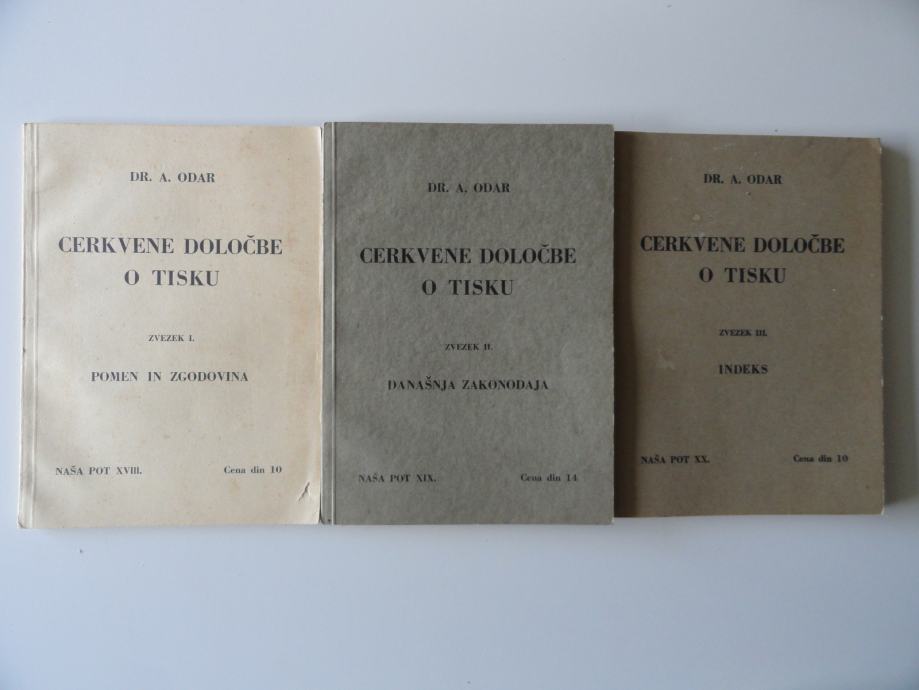 DR. A. ODAR
CERKVENE DOLOČBE
O TISKU
ZVEZEK I.
POMEN IN ZGODOVINA
NAŠA POT XVIII.
Cena din 10
DR. A. ODAR
CERKVENE DOLOČBE
O TISKU
ZVEZEK II.
DANAŠNJA ZAKONODAJA
NAŠA POT XIX.
Cena din 14
DR. A. ODAR
CERKVENE DOLOČBE
O TISKU
ZVEZEK III.
INDEKS
NAŠA POT XX.
Cena din 10